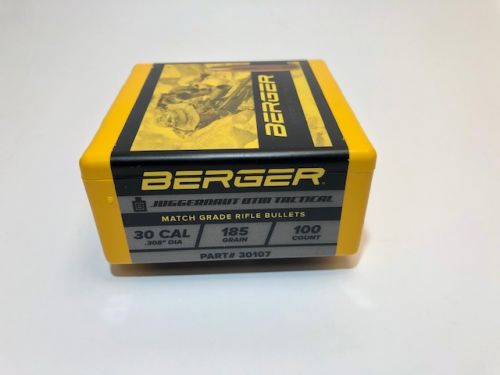 BERGER
BERGER
JUGGERNAUT OTM TACTICAL
MATCH GRADE RIFLE BULLETS
30 CAL 185 100
.308" DIA GRAIN COUNT
PART# 30107